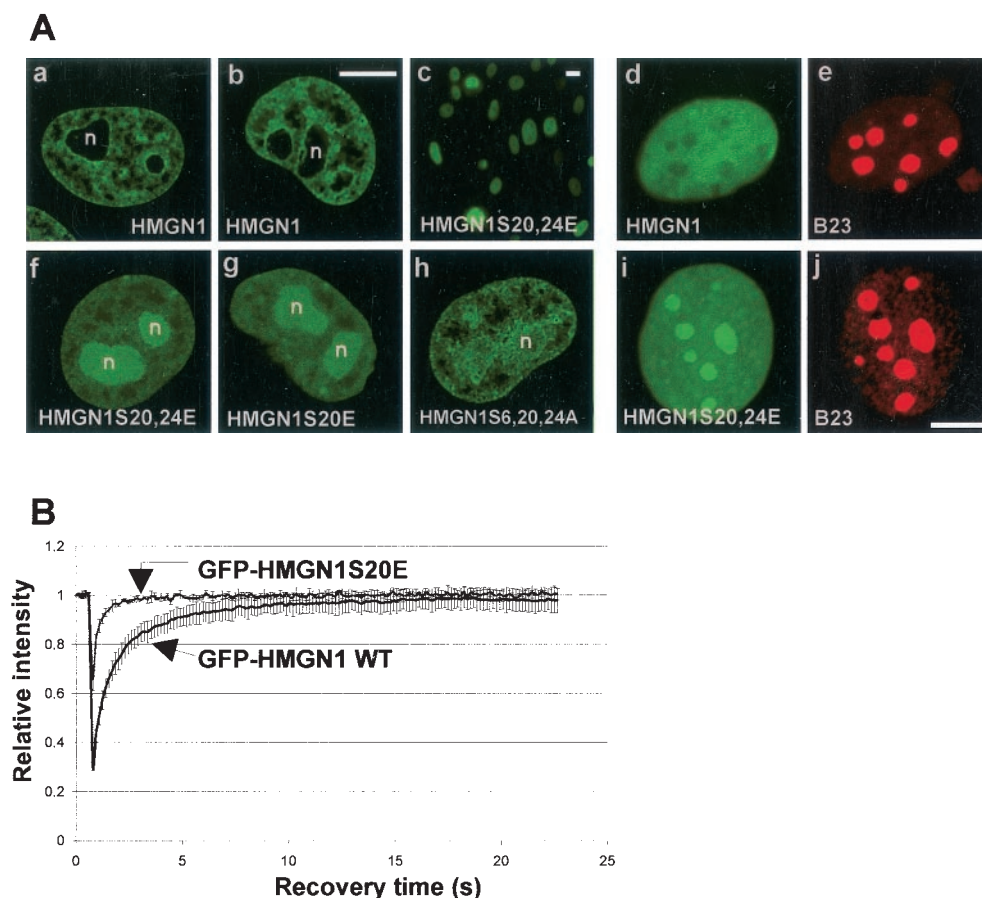 A
a b c d e
n n
HMGN1 HMGN1 HMGN1S20,24E HMGN1 B23
f g h i j
n n n n n
HMGN1S20,24E HMGN1S20E HMGN1S6,20,24A HMGN1S20,24E B23
B
1.2
GFP-HMGN1S20E
1
0.8
GFP-HMGN1 WT
0.6
0.4
0.2
0
0 5 10 15 20 25
Relative intensity
Recovery time (s)